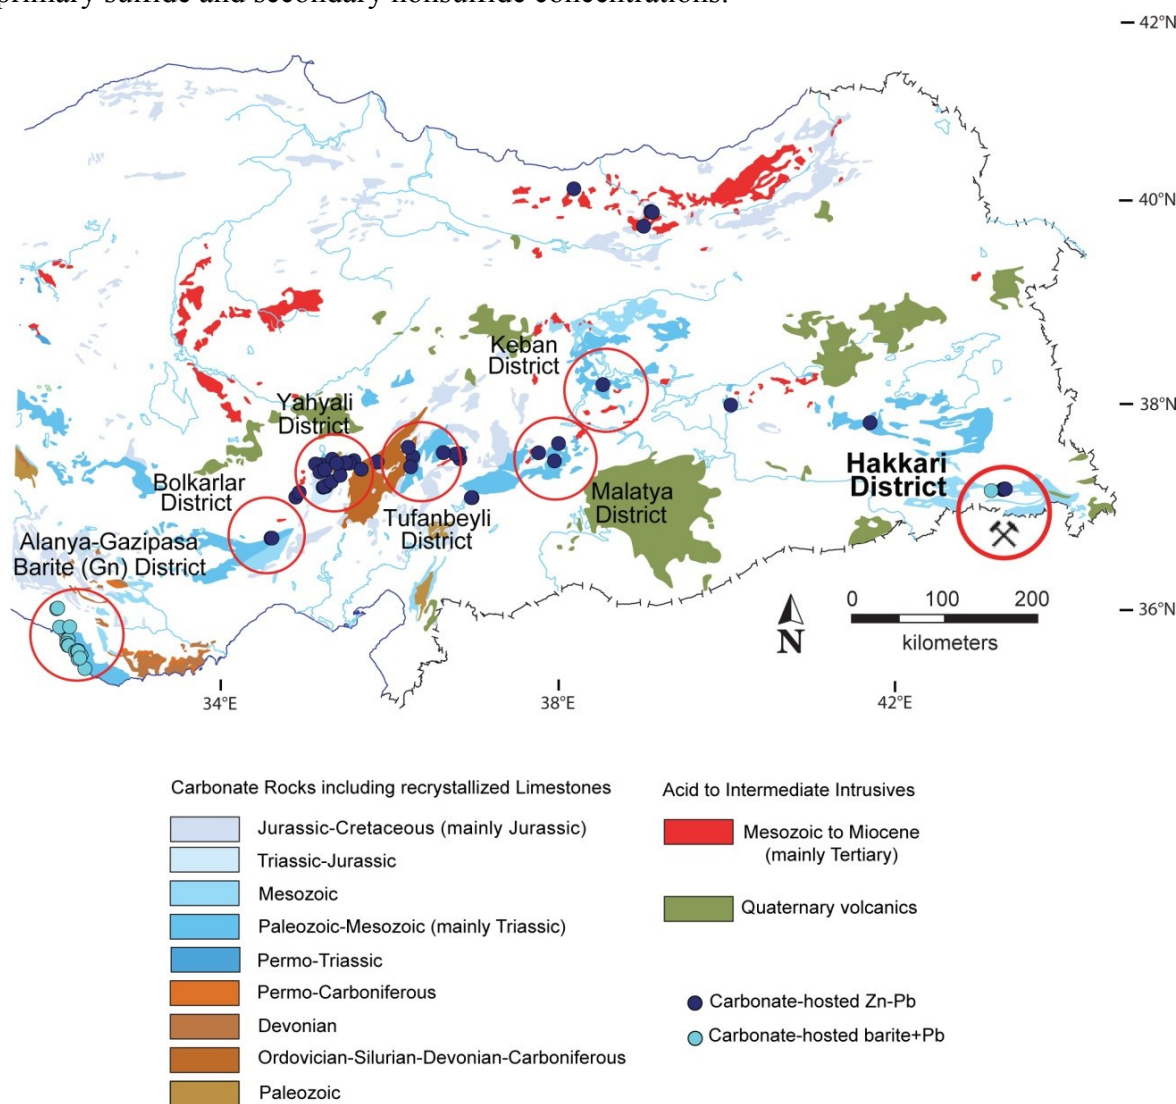 primary sulfide and secondary nonsulfide concentrations.
42°N
40°N
Keban
District
38°N
Yahyali
District
Hakkari
District
Bolkarlar
District
Malatya
District
Tufanbeyli
District
Alanya-Gazipasa
Barite (Gn) District
36°N
N
0 100 200
kilometers
34°E 38°E 42°E
Carbonate Rocks including recrystallized Limestones
Jurassic-Cretaceous (mainly Jurassic)
Triassic-Jurassic
Mesozoic
Paleozoic-Mesozoic (mainly Triassic)
Permo-Triassic
Permo-Carboniferous
Devonian
Ordovician-Silurian-Devonian-Carboniferous
Paleozoic
Acid to Intermediate Intrusives
Mesozoic to Miocene
(mainly Tertiary)
Quaternary volcanics
Carbonate-hosted Zn-Pb
Carbonate-hosted barite+Pb